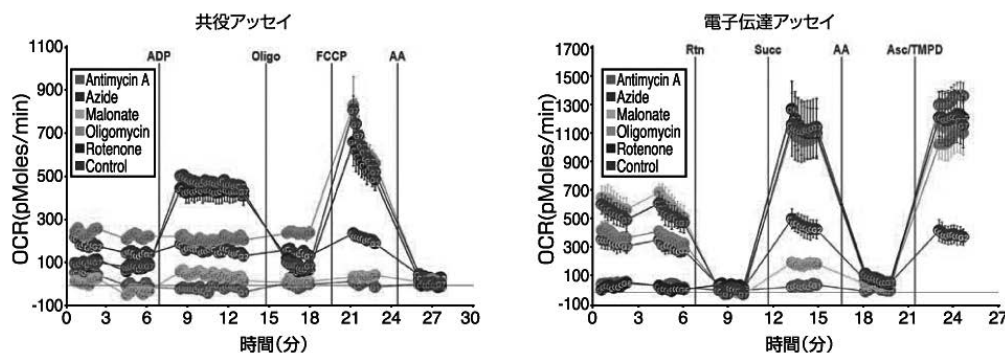 共役アッセイ
ADP Oligo FCCP AA
Antimycin A
Azide
Malonate
Oligomycin
Rotenone
Control
OCR(pMoles/min)
1100
900
700
500
300
100
-100
0 3 6 9 12 15 18 21 24 27 30
時間(分)
電子伝達アッセイ
Rtn Succ AA Asc/TMPD
Antimycin A
Azide
Malonate
Oligomycin
Rotenone
Control
OCR(pMoles/min)
1700
1500
1300
1100
900
700
600
500
400
300
200
100
0
-100
0 3 6 9 12 15 18 21 24 27
時間(分)